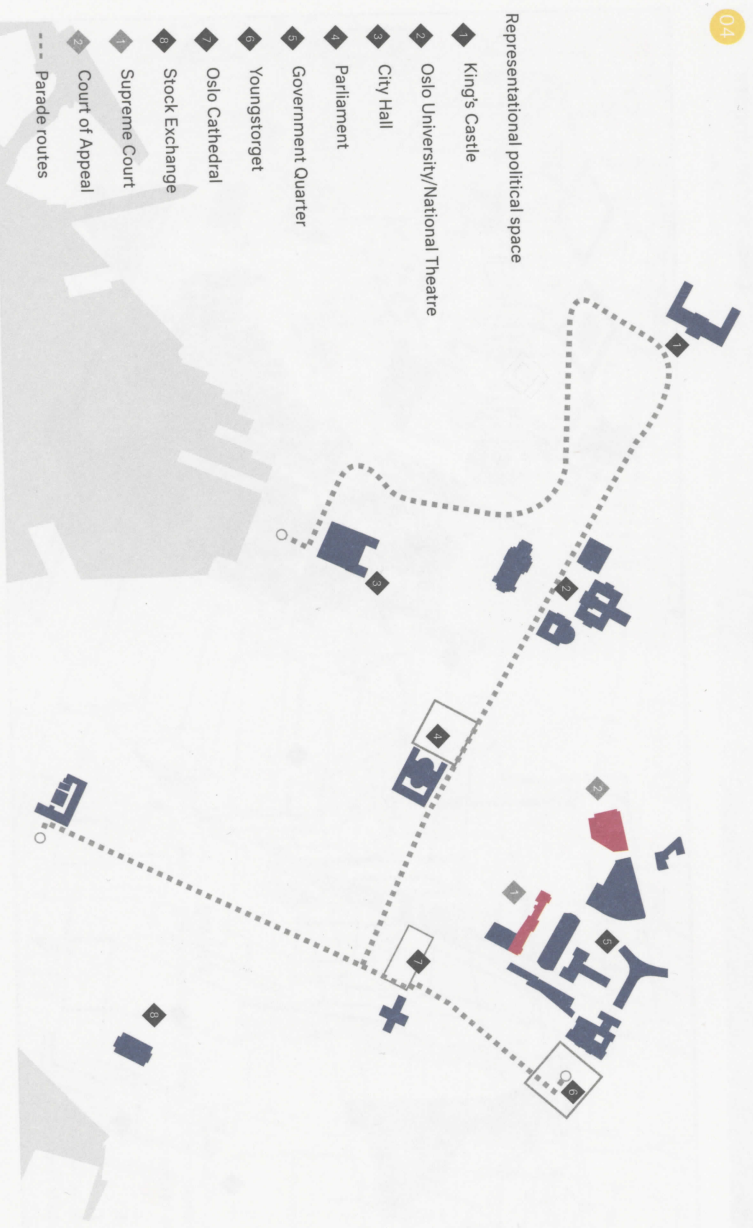 04
Representational political space
1 King's Castle
2 Oslo University/National Theatre
3 City Hall
4 Parliament
5 Government Quarter
6 Youngstorget
7 Oslo Cathedral
8 Stock Exchange
1 Supreme Court
2 Court of Appeal
Parade routes
1
2
3
4
2
1
5
7
6
8